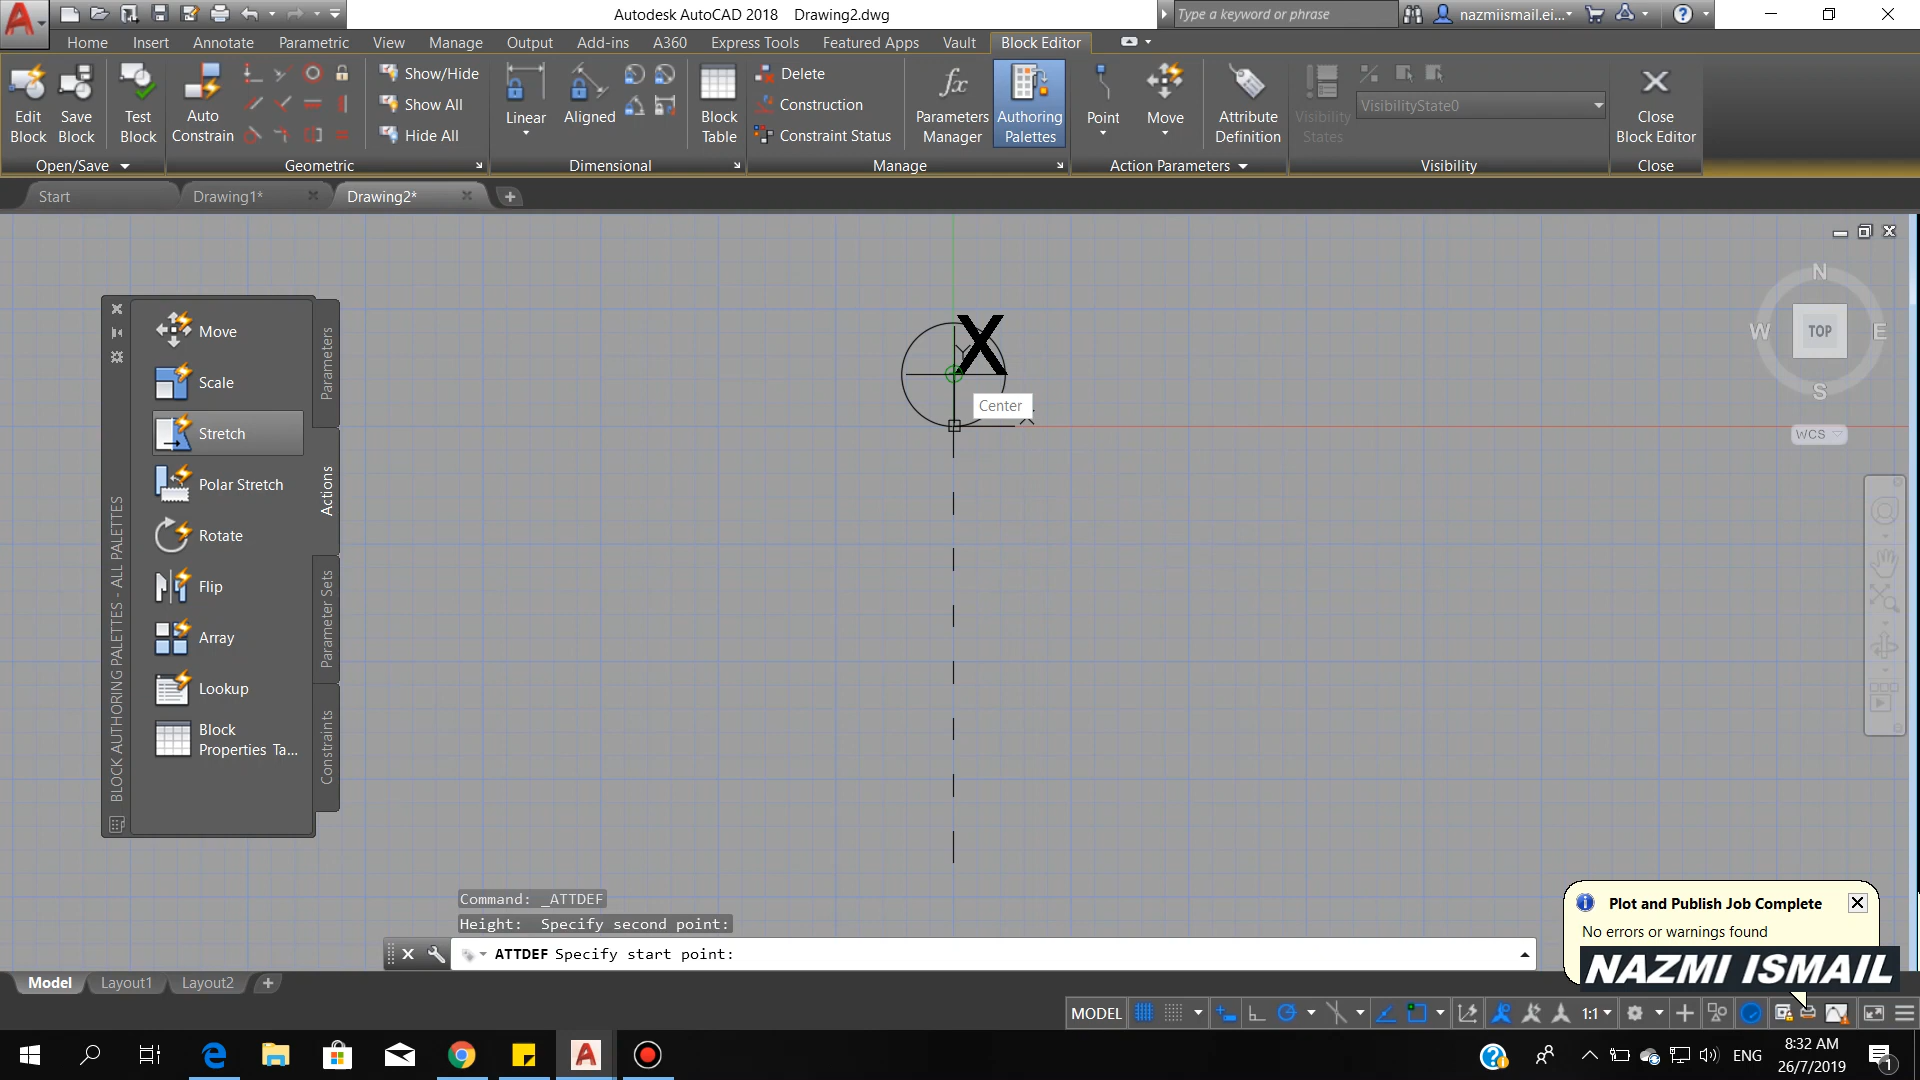 Autodesk AutoCAD 2018 Drawing2.dwg
Type a keyword or phrase
nazmiismail.ei...
Home Insert Annotate Parametric View Manage Output Add-ins A360 Express Tools Featured Apps Vault Block Editor
Edit Block
Save Block
Test Block
Auto Constrain
Show/Hide
Show All
Hide All
Linear
Aligned
Block Table
Delete
Construction
Construction Status
Parameters Manager
Authoring Palettes
Point
Move
Attribute Definition
Visibility States
VisibilityState0
Close Block Editor
Open/Save
Geometric
Dimensional
Manage
Action Parameters
Visibility
Close
Start
Drawing1*
Drawing2*
Move
Scale
Stretch
Polar Stretch
Rotate
Flip
Array
Lookup
Block
Properties Ta...
Parameters
Actions
Parameter Sets
Constraints
BLOCK AUTHORING PALETTES - ALL PALETTES
X
Y
Center
X
N
W
TOP
E
S
WCS
Command: _ATTDEF
Height: Specify second point:
ATTDEF Specify start point:
Plot and Publish Job Complete
No errors or warnings found
NAZMI ISMAIL
Model
Layout1
Layout2
MODEL
1:1
ENG
8:32 AM
26/7/2019
1